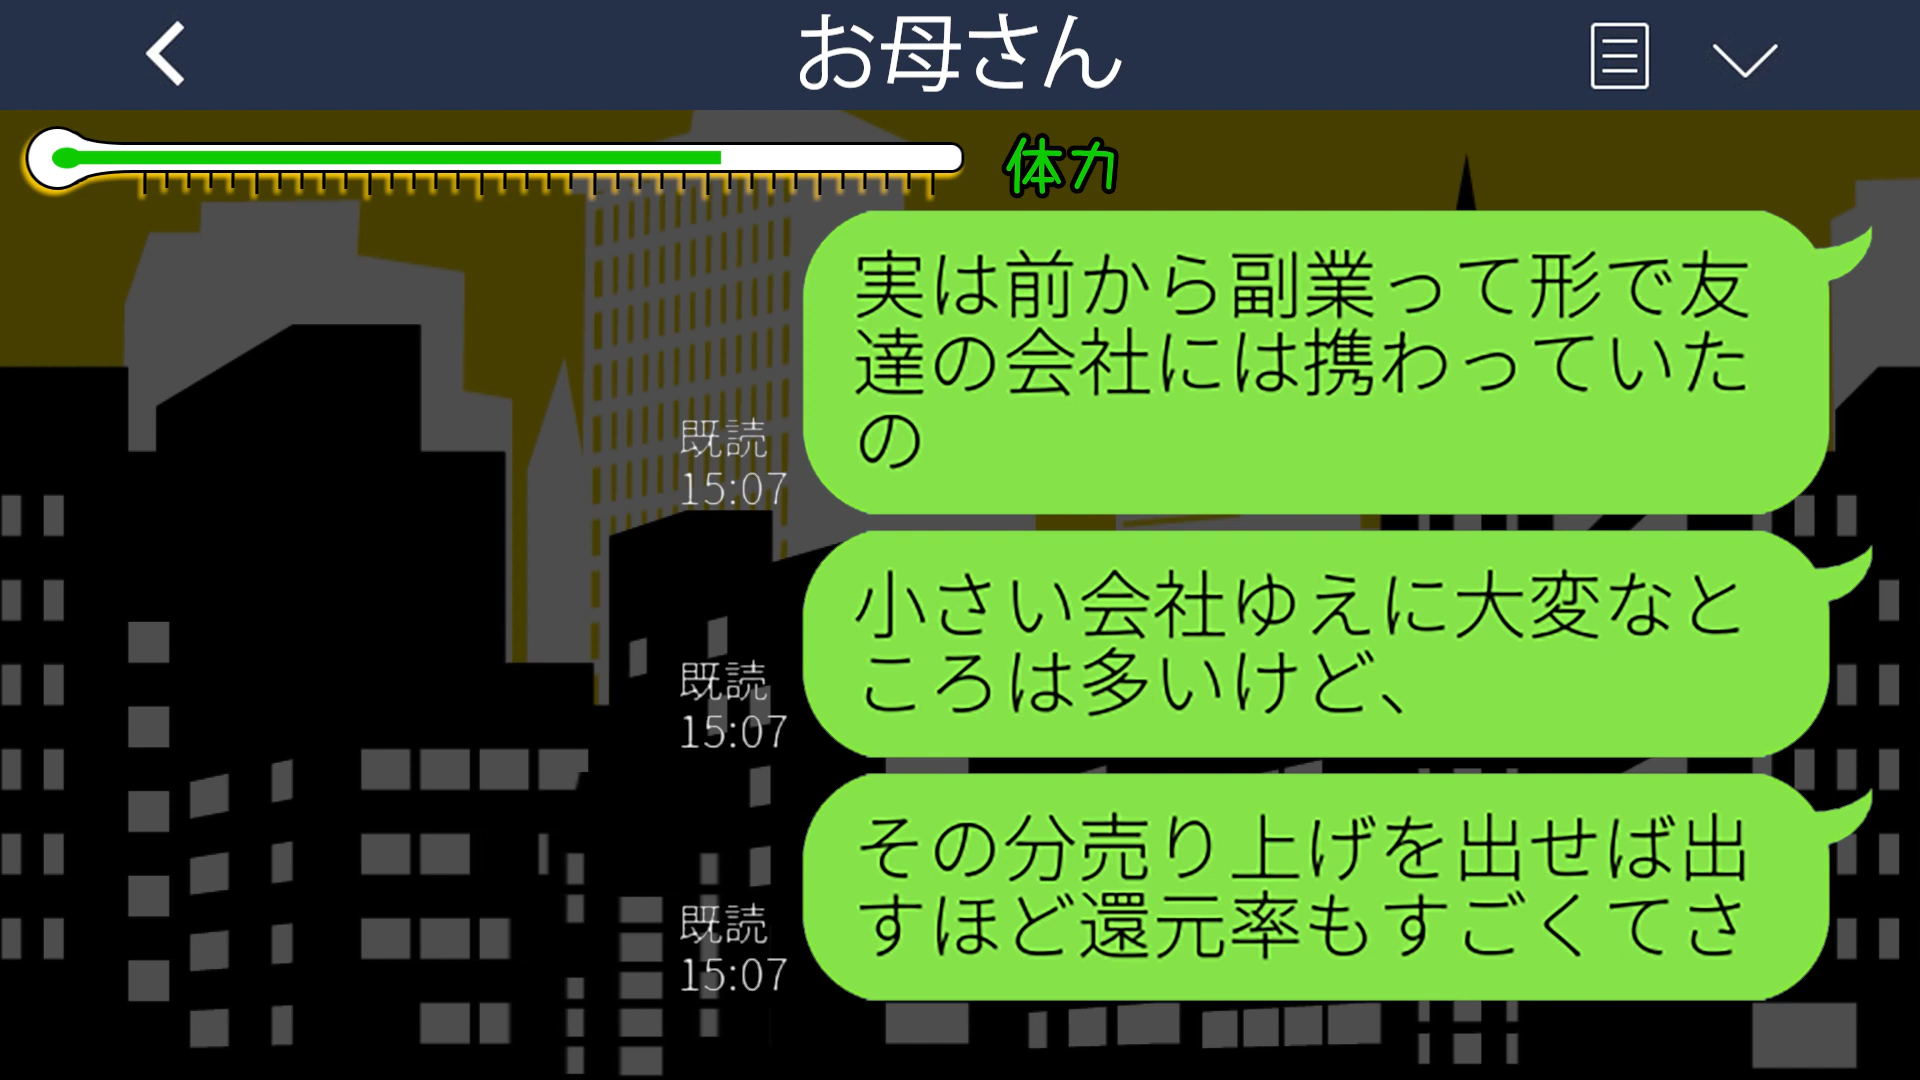 お母さん
体力
実は前から副業って形で友
達の会社には携わっていた
の
既読
15:07
小さい会社ゆえに大変なと
ころは多いけど、
既読
15:07
その分売り上げを出せば出
すほど還元率もすごくてさ
既読
15:07